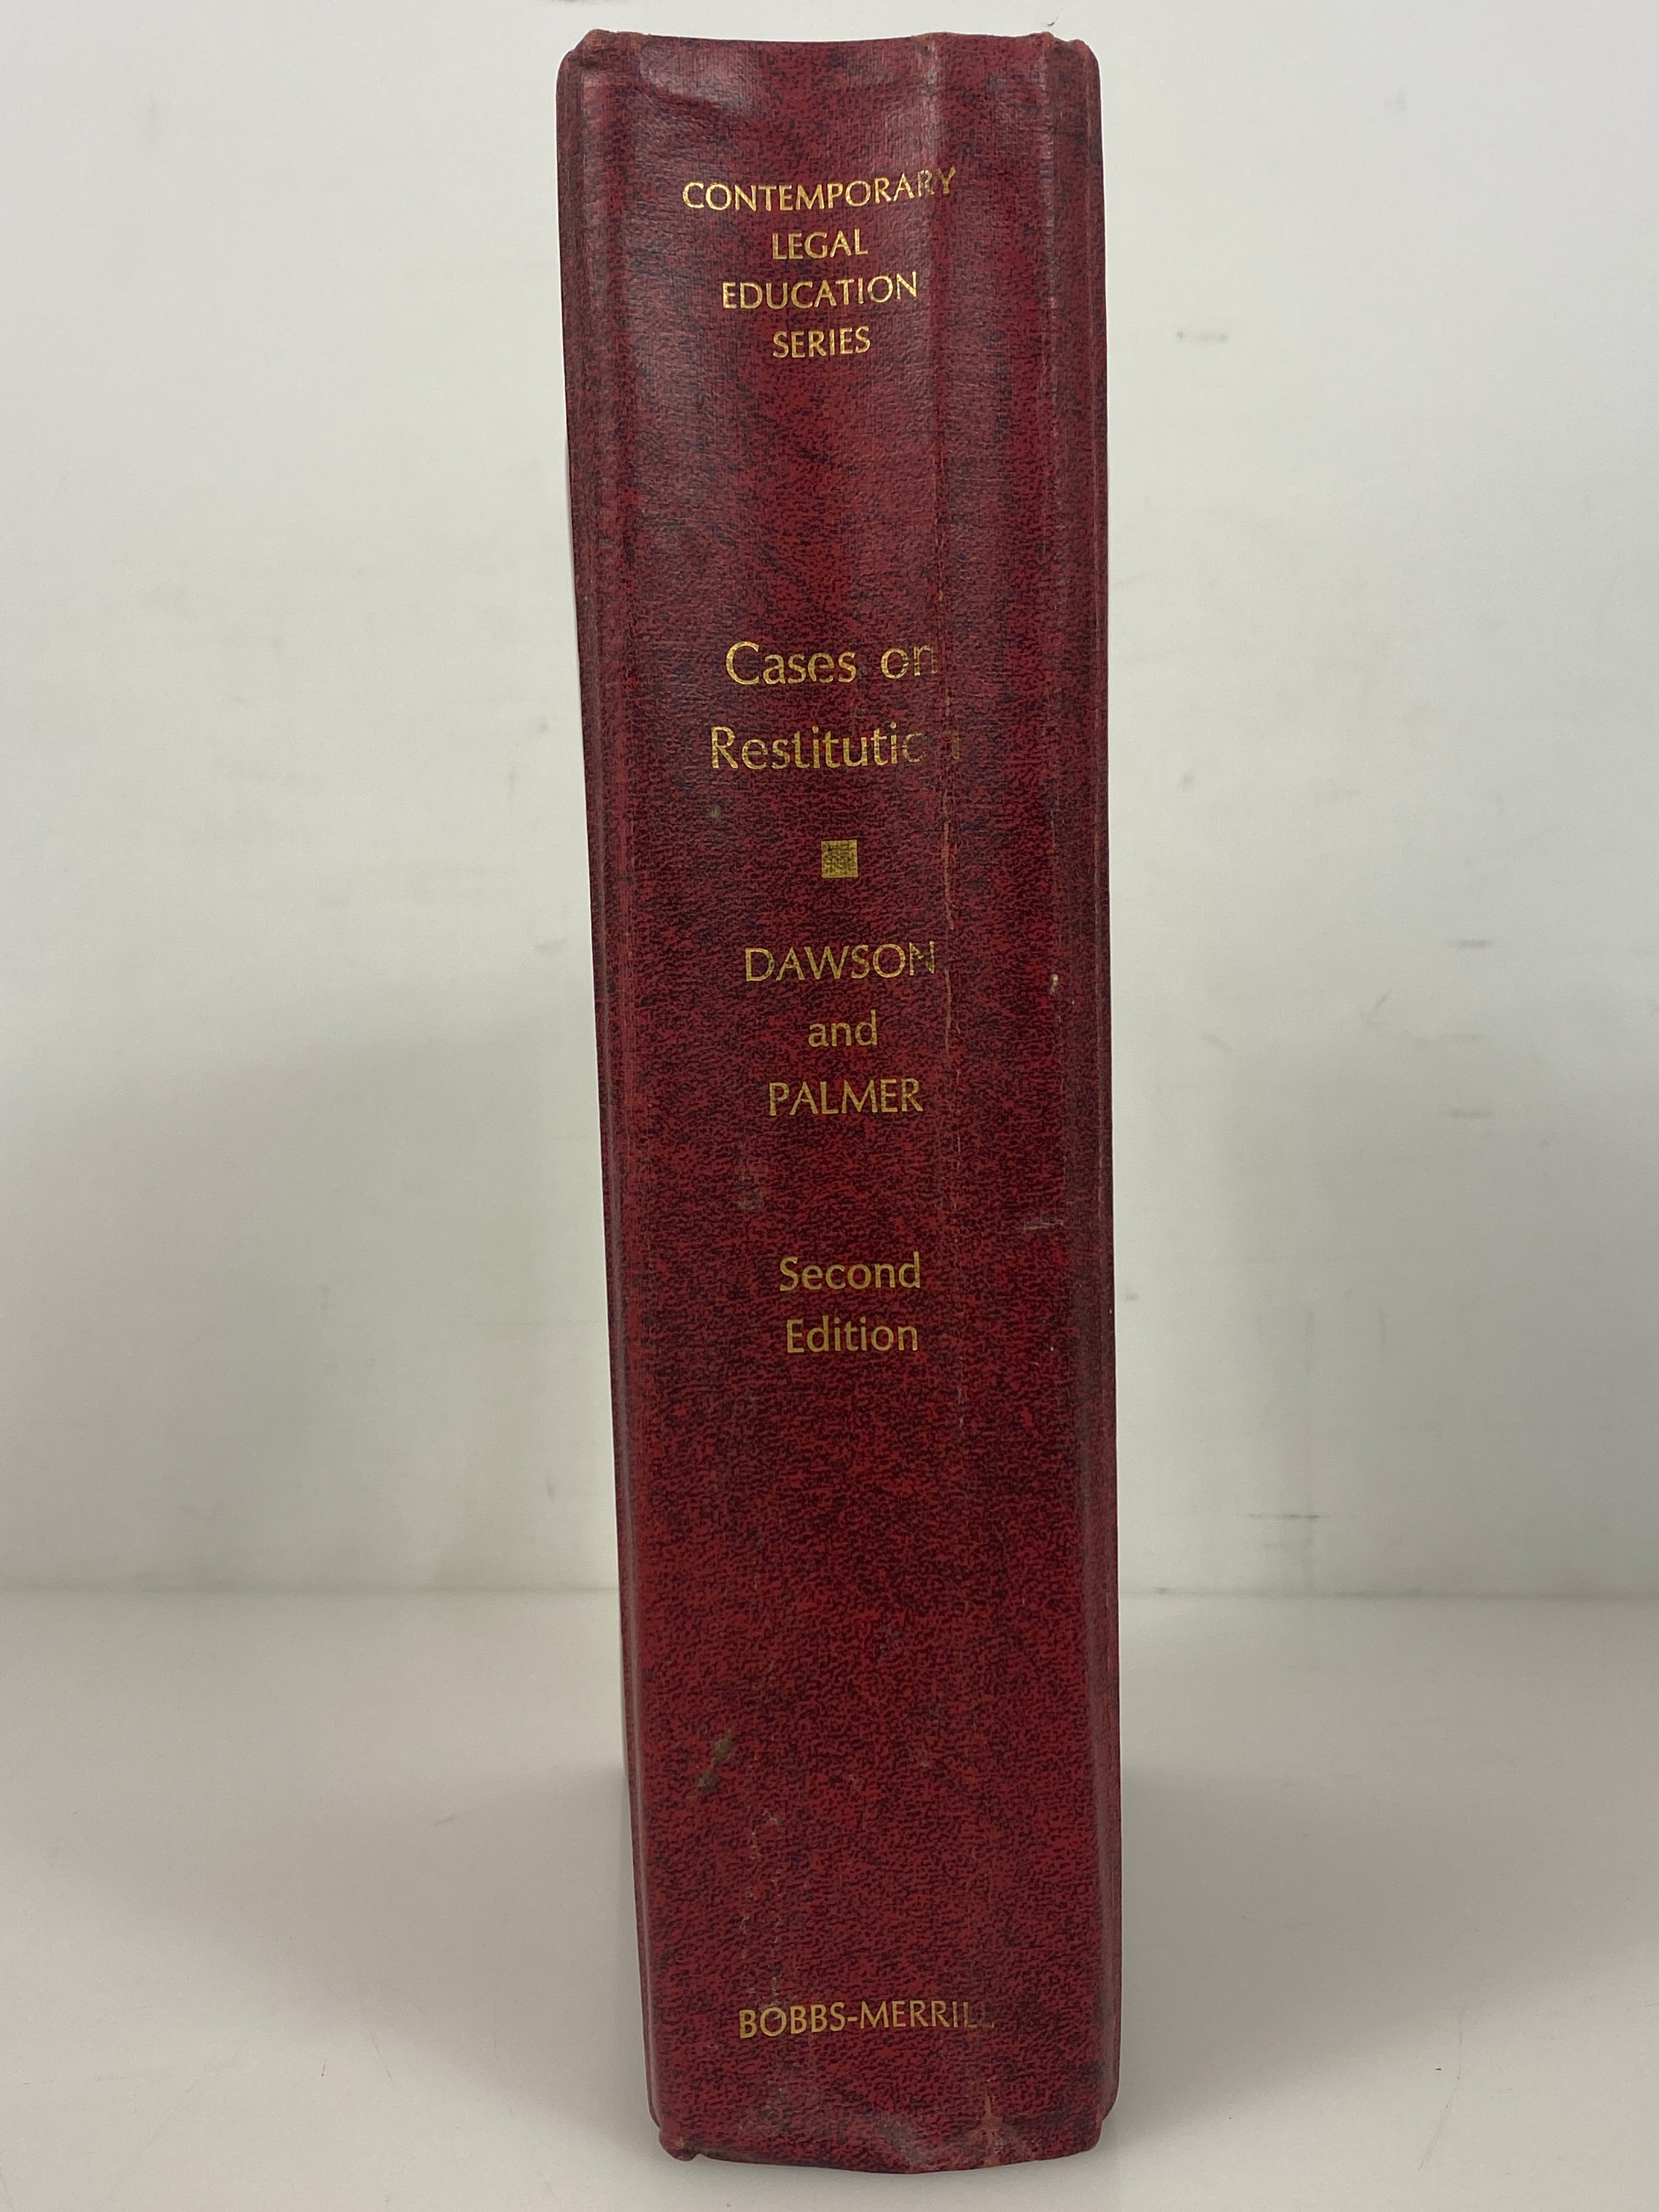 CONTEMPORARY
LEGAL
EDUCATION
SERIES
Cases on
Restitution
DAWSON
and
PALMER
Second
Edition
BOBBS-MERRILL